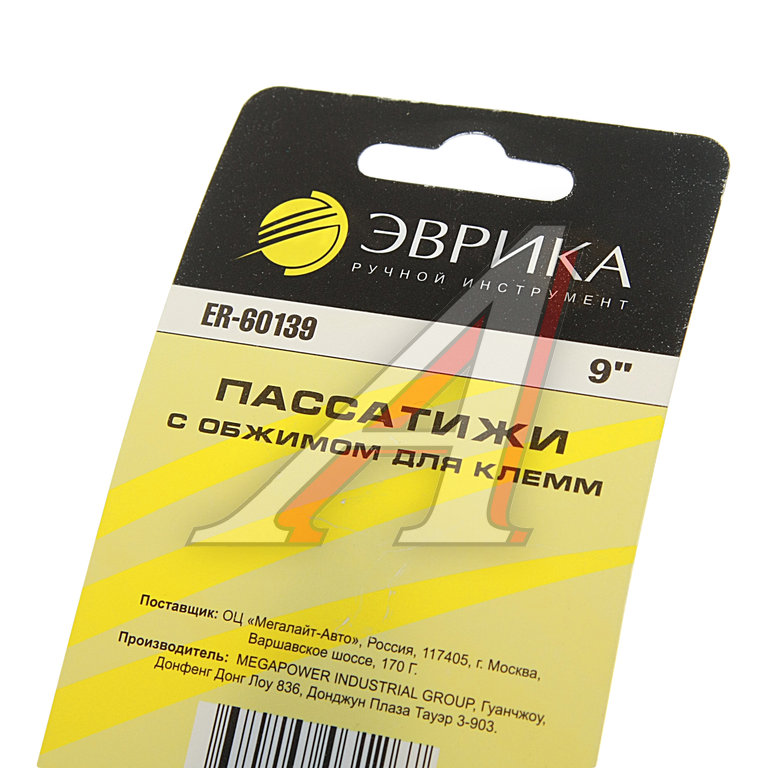 ЭВРИКА
РУЧНОЙ ИНСТРУМЕНТ
ER-60139
9"
ПАССАТИЖИ
С ОБЖИМОМ ДЛЯ КЛЕММ
Поставщик: ОЦ «Мегалайт-Авто», Россия, 117405, г. Москва,
Варшавское шоссе, 170 Г.
Производитель: MEGAPOWER INDUSTRIAL GROUP, Гуанчжоу,
Донфенг Донг Лоу 836, Донджун Плаза Тауэр 3-903.